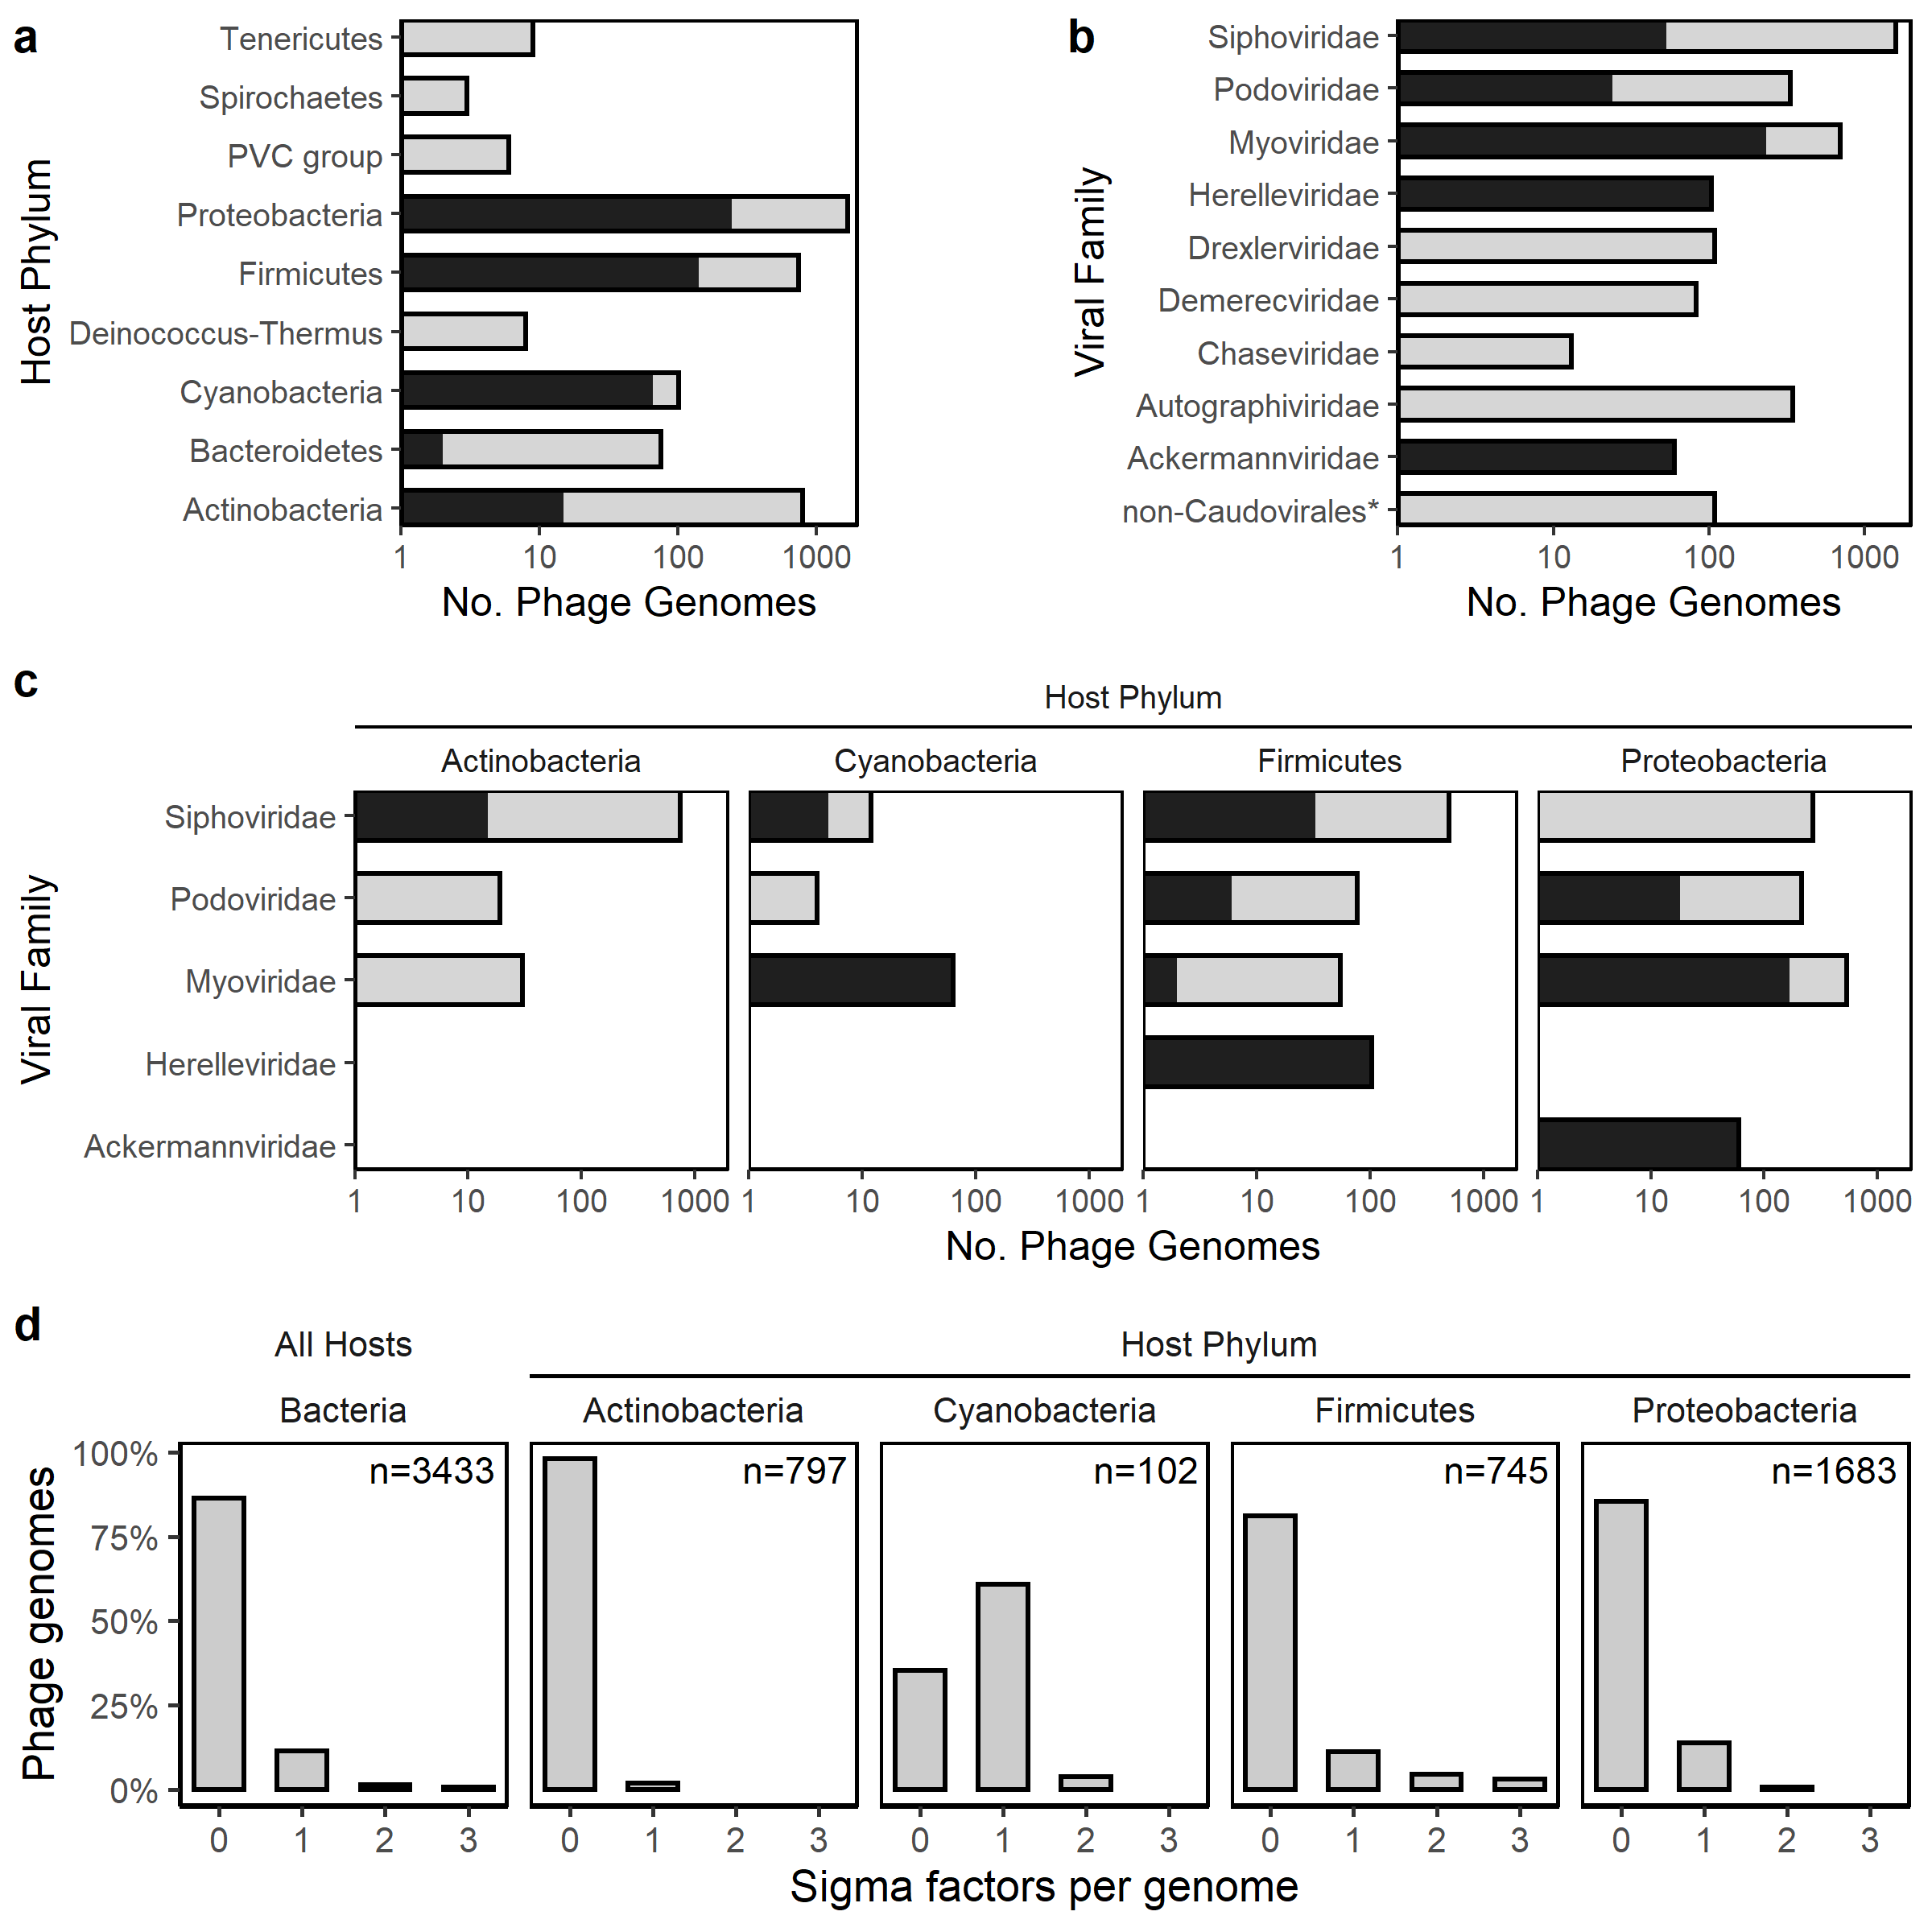 a
Tenericutes
Spirochaetes
PVC group
Proteobacteria
Firmicutes
Deinococcus-Thermus
Cyanobacteria
Bacteroidetes
Actinobacteria
Host Phylum
1 10 100 1000
No. Phage Genomes
b
Siphoviridae
Podoviridae
Myoviridae
Herelleviridae
Drexlerviridae
Demerecviridae
Chaseviridae
Autographiviridae
Ackermannviridae
non-Caudovirales*
Viral Family
1 10 100 1000
No. Phage Genomes
c
Host Phylum
Actinobacteria Cyanobacteria Firmicutes Proteobacteria
Siphoviridae
Podoviridae
Myoviridae
Herelleviridae
Ackermannviridae
Viral Family
1 10 100 1000 1 10 100 1000 1 10 100 1000 1 10 100 1000
No. Phage Genomes
d
All Hosts Host Phylum
Bacteria Actinobacteria Cyanobacteria Firmicutes Proteobacteria
n=3433 n=797 n=102 n=745 n=1683
100%
75%
50%
25%
0%
Phage genomes
0 1 2 3 0 1 2 3 0 1 2 3 0 1 2 3 0 1 2 3
Sigma factors per genome